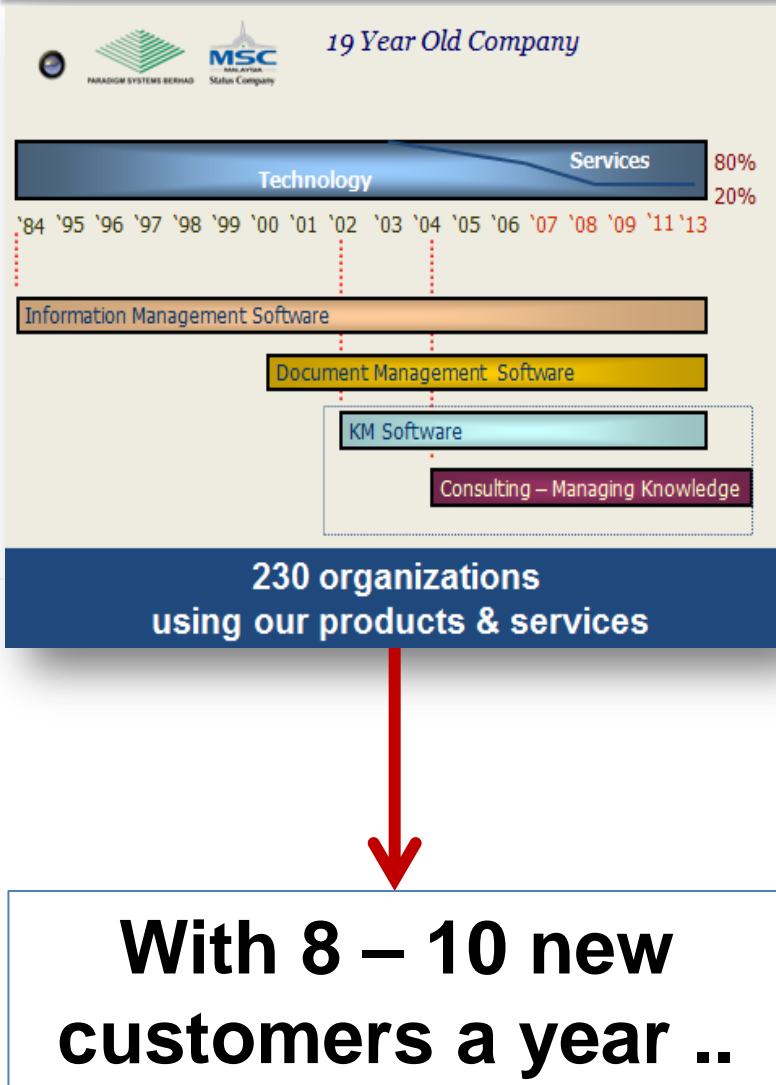 19 Year Old Company
PARADIGM SYSTEMS BERHAD
MSC
MALAYSIA
Status Company
Services
80%
Technology
20%
`84 `95 `96 `97 `98 `99 `00 `01 `02 `03 `04 `05 `06 `07 `08 `09 `11 `13
Information Management Software
Document Management Software
KM Software
Consulting – Managing Knowledge
230 organizations
using our products & services
With 8 – 10 new
customers a year ..